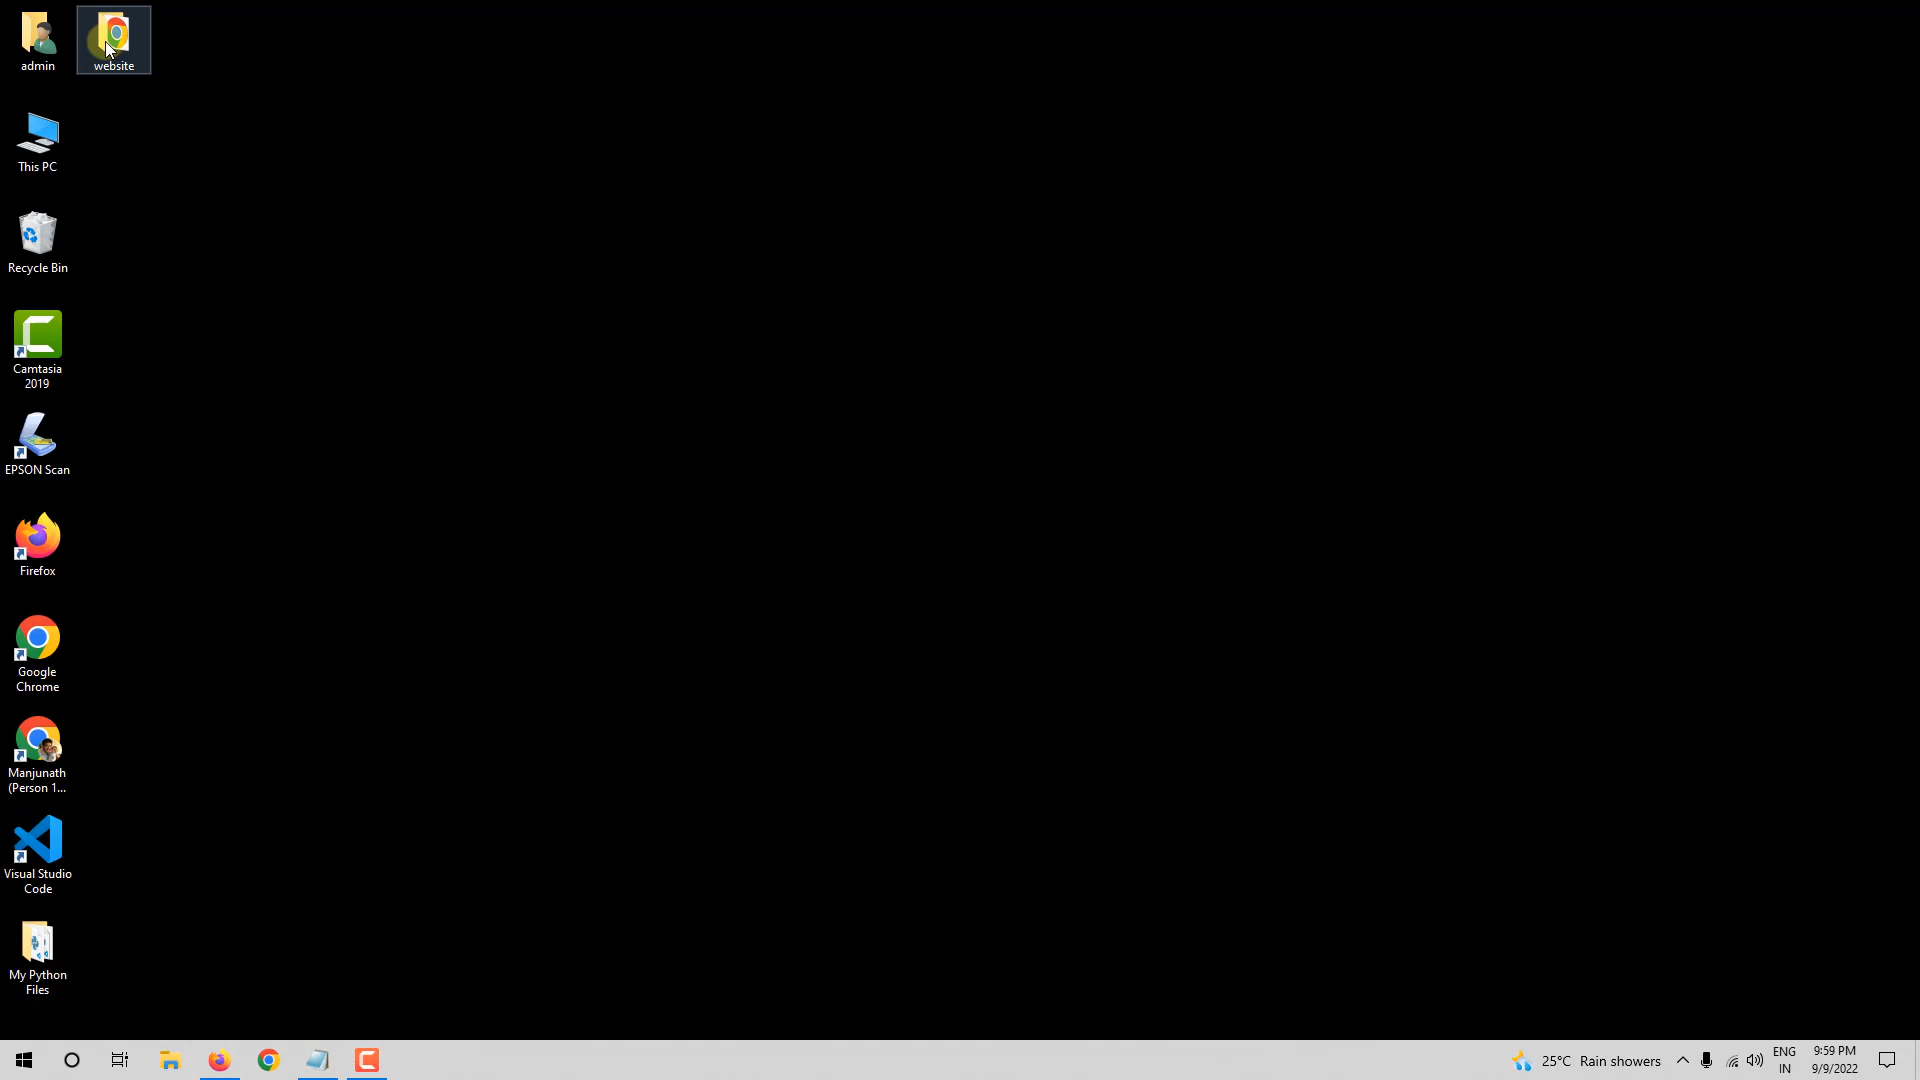 admin
website
This PC
Recycle Bin
Camtasia
2019
EPSON Scan
Firefox
Google
Chrome
Manjunath
(Person 1...
Visual Studio
Code
My Python
Files
25°C Rain showers
ENG
IN
9:59 PM
9/9/2022